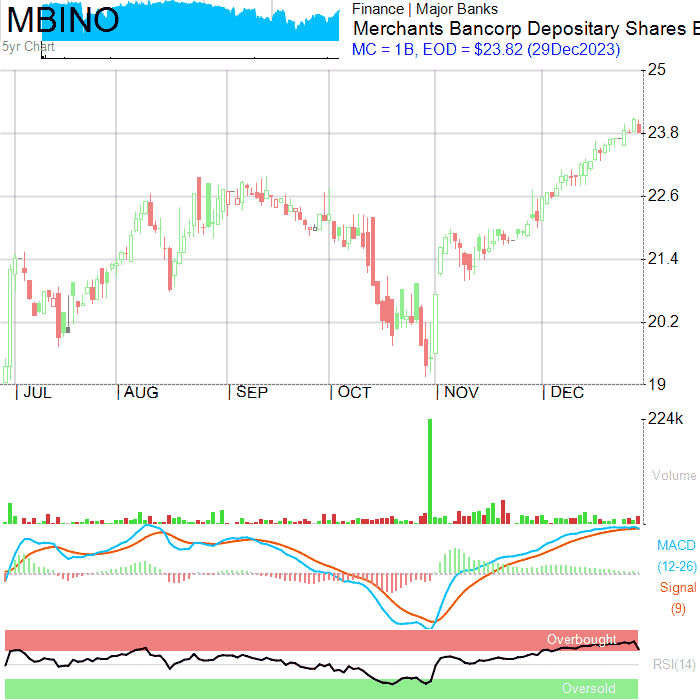 MBINO
5yr Chart
Finance | Major Banks
Merchants Bancorp Depositary Shares E
MC = 1B, EOD = $23.82 (29Dec2023)
25
23.8
22.6
21.4
20.2
19
JUL AUG SEP OCT NOV DEC
224k
Volume
MACD
(12-26)
Signal
(9)
Overbought
RSI(14)
Oversold